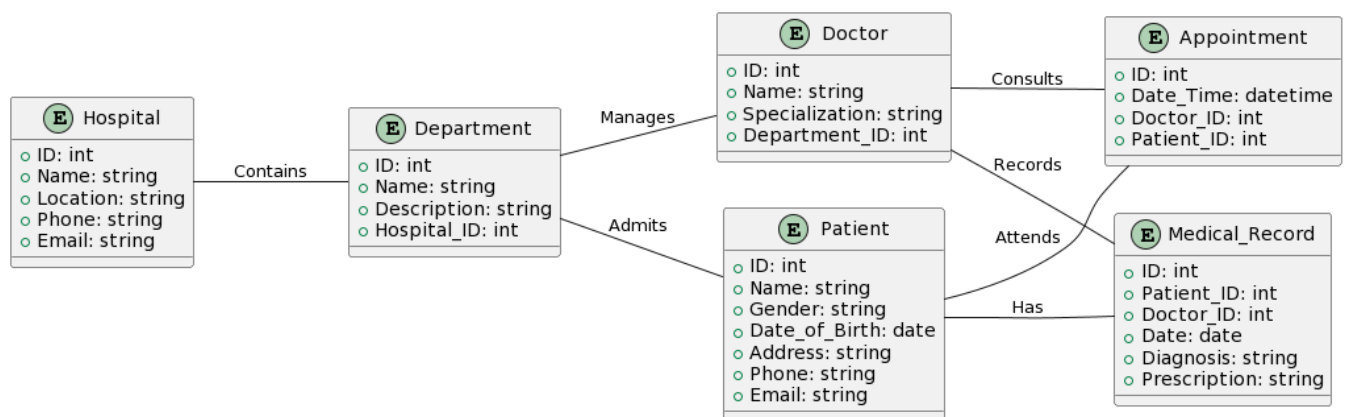 E Hospital
ID: int
Name: string
Location: string
Phone: string
Email: string
Contains
E Department
ID: int
Name: string
Description: string
Hospital_ID: int
Manages
Admits
E Doctor
ID: int
Name: string
Specialization: string
Department_ID: int
E Patient
ID: int
Name: string
Gender: string
Date_of_Birth: date
Address: string
Phone: string
Email: string
Consults
Records
Attends
Has
E Appointment
ID: int
Date_Time: datetime
Doctor_ID: int
Patient_ID: int
E Medical_Record
ID: int
Patient_ID: int
Doctor_ID: int
Date: date
Diagnosis: string
Prescription: string